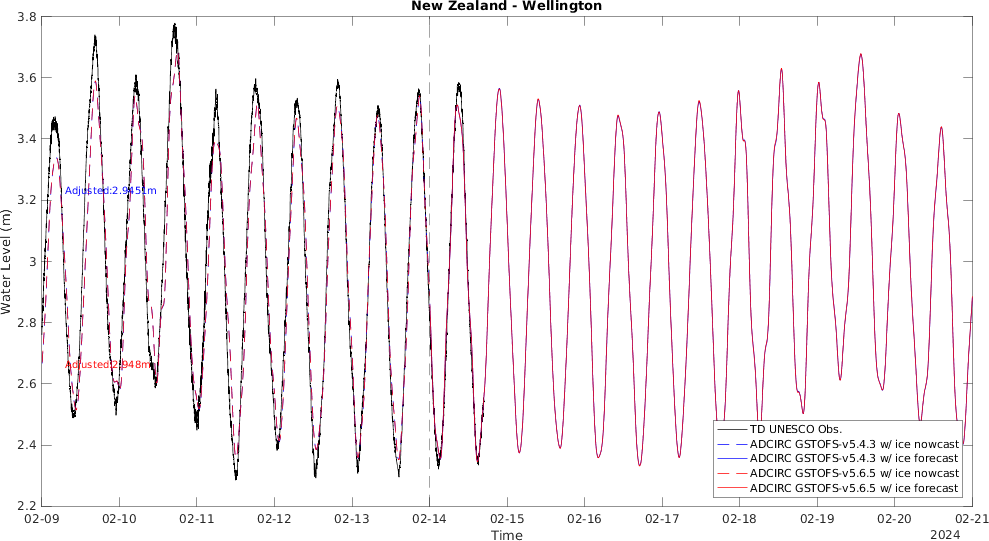 New Zealand - Wellington
3.8
3.6
3.4
3.2
3
2.8
2.6
2.4
2.2
Water Level (m)
Adjusted:2.9451m
Adjusted:2.948m
TD UNESCO Obs.
ADCIRC GSTOFS-v5.4.3 w/ ice nowcast
ADCIRC GSTOFS-v5.4.3 w/ ice forecast
ADCIRC GSTOFS-v5.6.5 w/ ice nowcast
ADCIRC GSTOFS-v5.6.5 w/ ice forecast
02-09 02-10 02-11 02-12 02-13 02-14 02-15 02-16 02-17 02-18 02-19 02-20 02-21
Time
2024